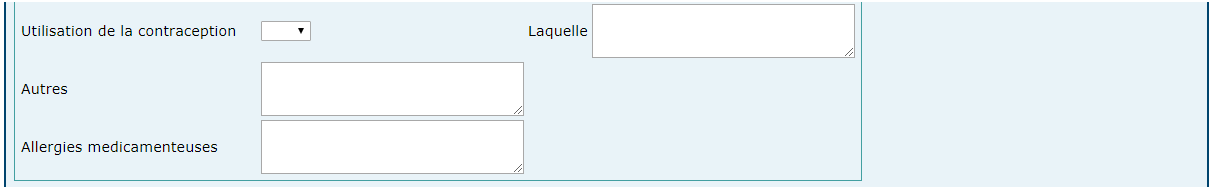 Utilisation de la contraception Laquelle
Autres
Allergies medicamenteuses